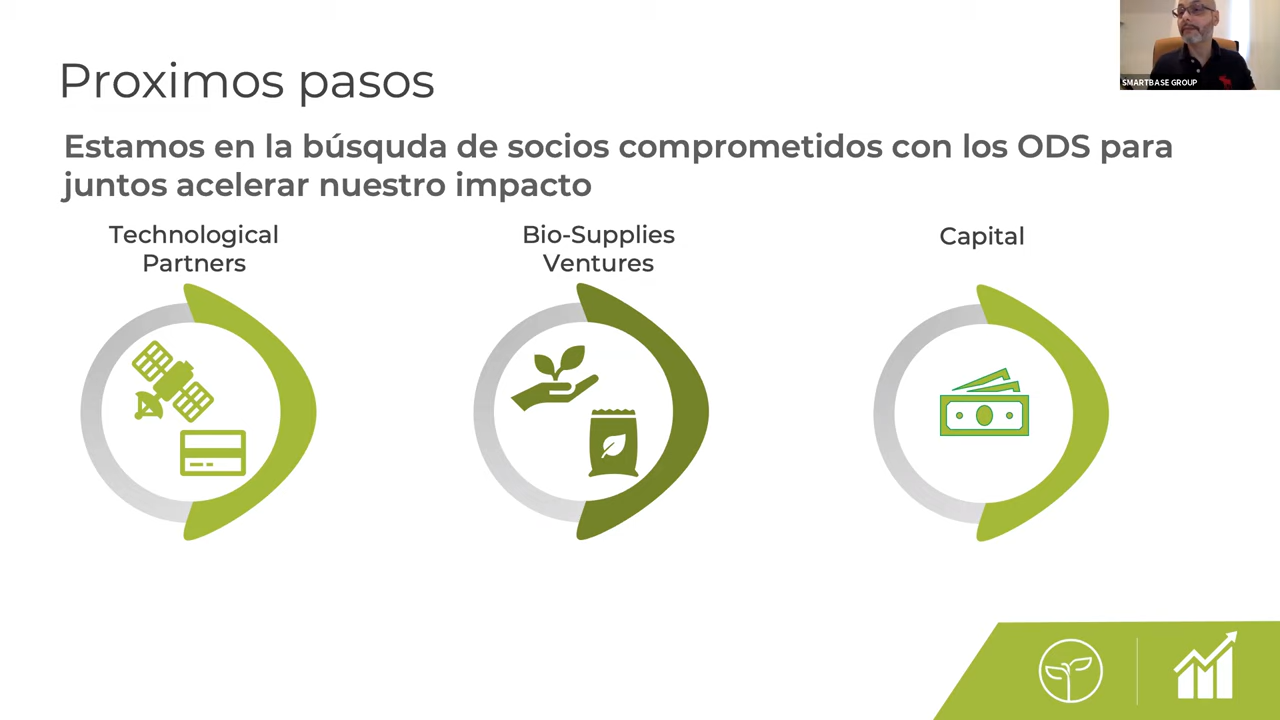 SMARTBASE GROUP
Proximos pasos
Estamos en la búsquda de socios comprometidos con los ODS para
juntos acelerar nuestro impacto
Technological
Partners
Bio-Supplies
Ventures
Capital